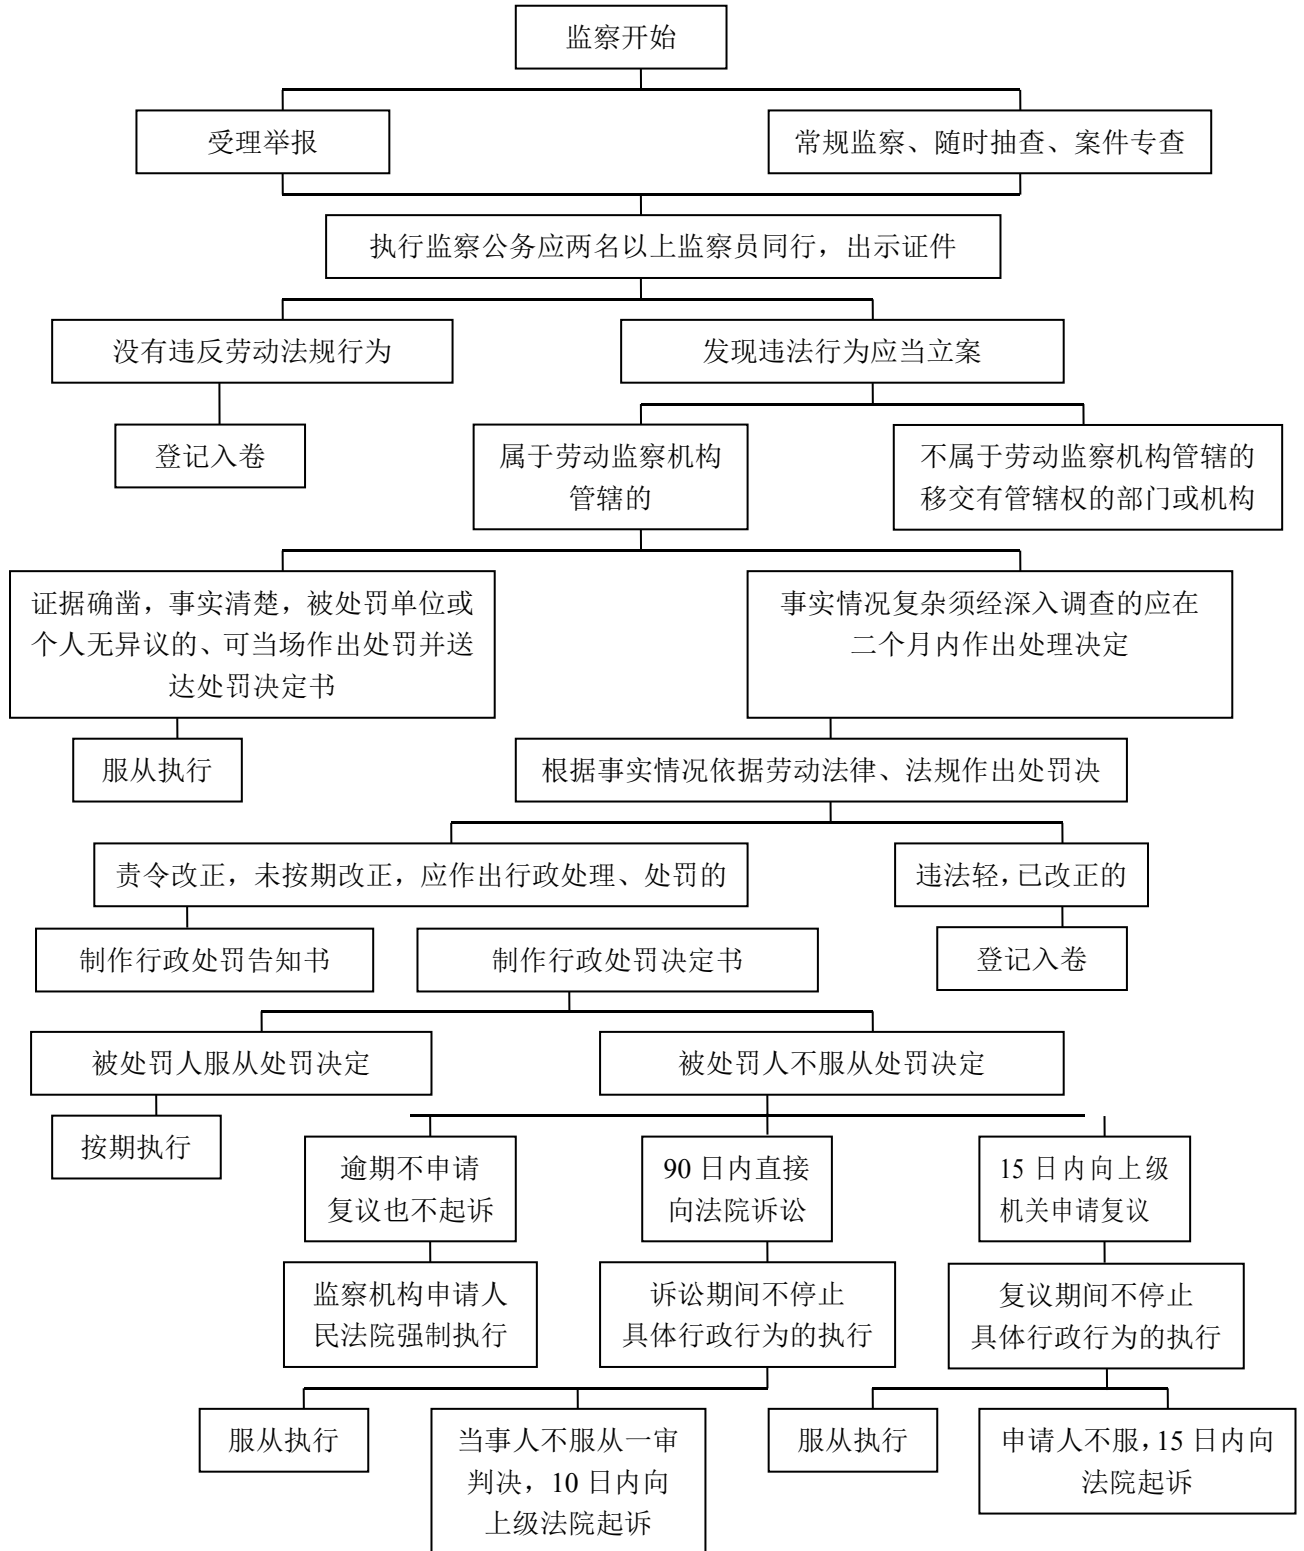 监察开始
受理举报
常规监察、随时抽查、案件专查
执行监察公务应两名以上监察员同行，出示证件
没有违反劳动法规行为
发现违法行为应当立案
登记入卷
属于劳动监察机构
管辖的
不属于劳动监察机构管辖的
移交有管辖权的部门或机构
证据确凿，事实清楚，被处罚单位或
个人无异议的、可当场作出处罚并送
达处罚决定书
事实情况复杂须经深入调查的应在
二个月内作出处理决定
服从执行
根据事实情况依据劳动法律、法规作出处罚决
责令改正，未按期改正，应作出行政处理、处罚的
违法轻，已改正的
制作行政处罚告知书
制作行政处罚决定书
登记入卷
被处罚人服从处罚决定
被处罚人不服从处罚决定
按期执行
逾期不申请
复议也不起诉
90 日内直接
向法院诉讼
15 日内向上级
机关申请复议
监察机构申请人
民法院强制执行
诉讼期间不停止
具体行政行为的执行
复议期间不停止
具体行政行为的执行
服从执行
当事人不服从一审
判决，10 日内向
上级法院起诉
服从执行
申请人不服，15 日内向
法院起诉